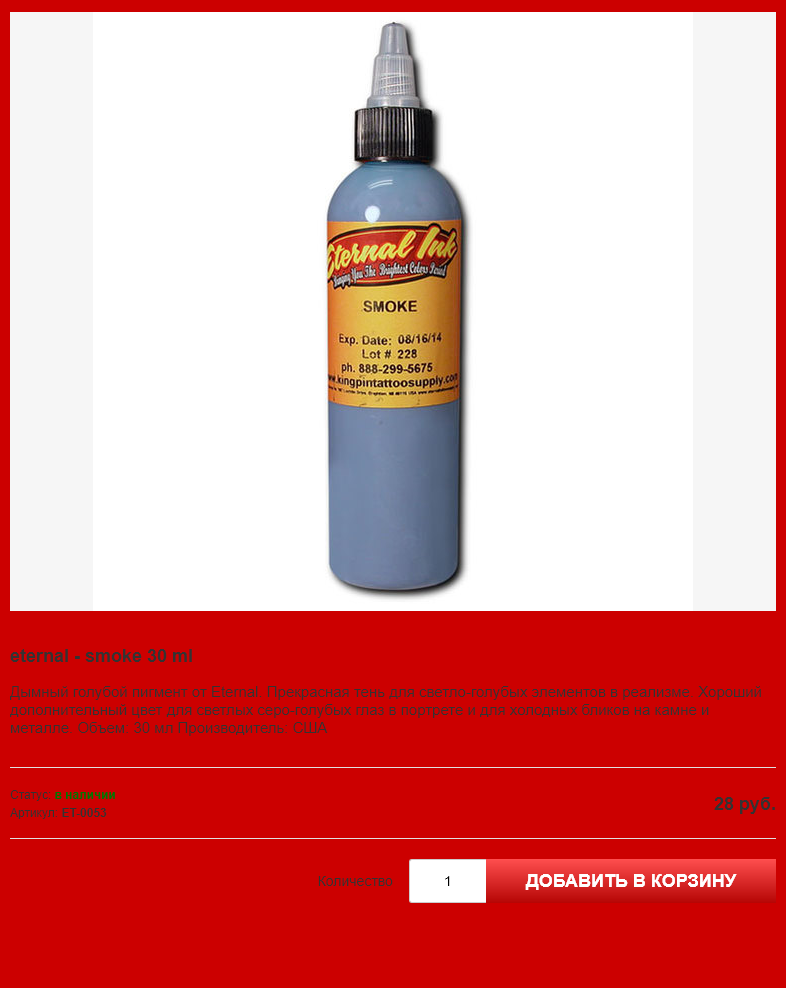 Eternal Ink
Bringing You The Brightest Colors Period
SMOKE
Exp. Date: 08/16/14
Lot # 228
ph. 888-299-5675
www.kingpintattoosupply.com
eternal - smoke 30 ml
Дымный голубой пигмент от Eternal. Прекрасная тень для светло-голубых элементов в реализме. Хороший
дополнительный цвет для светлых серо-голубых глаз в портрете и для холодных бликов на камне и
металле. Объем: 30 мл Производитель: США
Статус: в наличии
28 руб.
Артикул: ET-0053
Количество
1
ДОБАВИТЬ В КОРЗИНУ